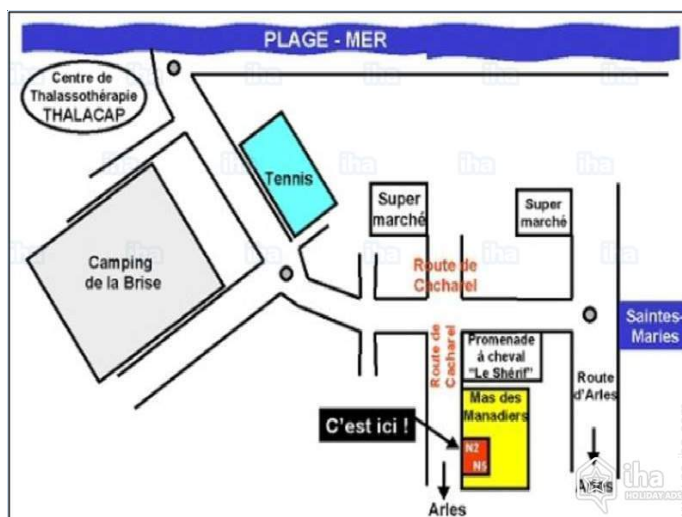 PLAGE - MER
Centre de
Thalassothérapie
THALACAP
Tennis
Super
marché
Super
marché
Camping
de la Brise
Route de
Cacharel
Saintes-
Maries
Route de
Cacharel
Promenade
á cheval
"Le Shérif"
Route
d'Arles
Mas des
Manadiers
C'est ici !
N2
N5
Arles
Arles
iha
HOLIDAY ADS